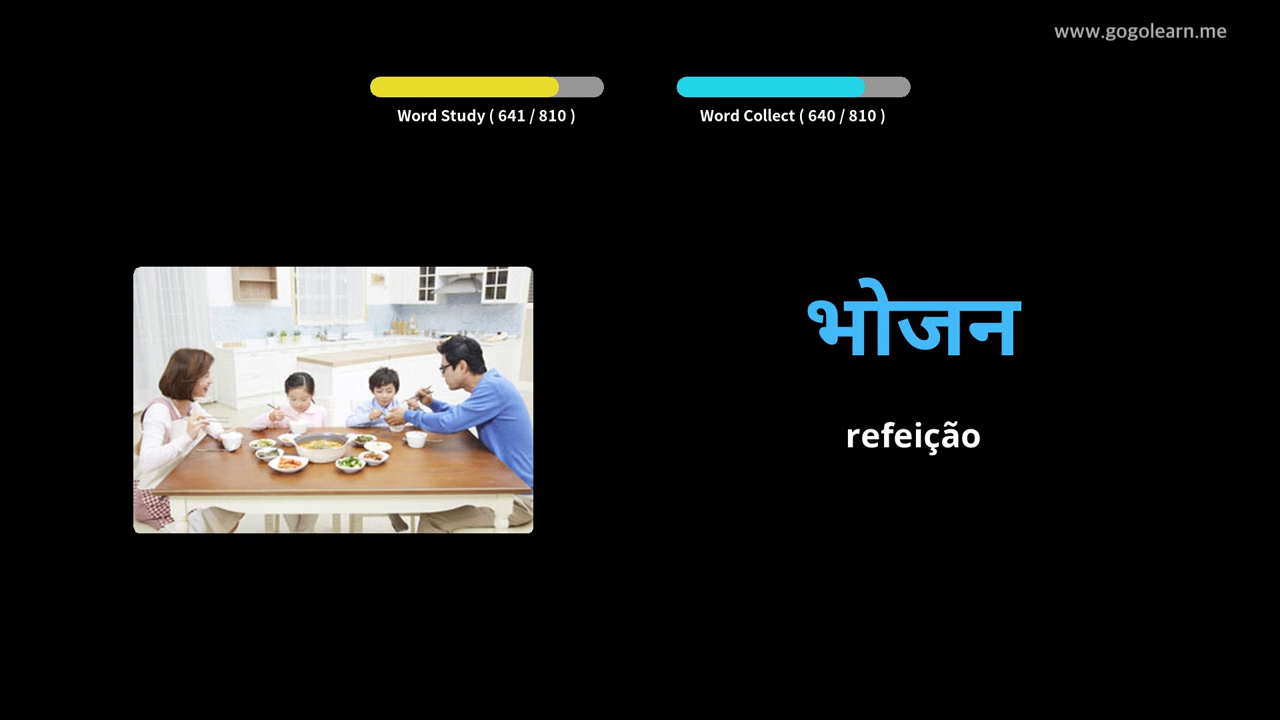 www.gogolearn.me
Word Study ( 641 / 810 )
Word Collect ( 640 / 810 )
भोजन
refeição